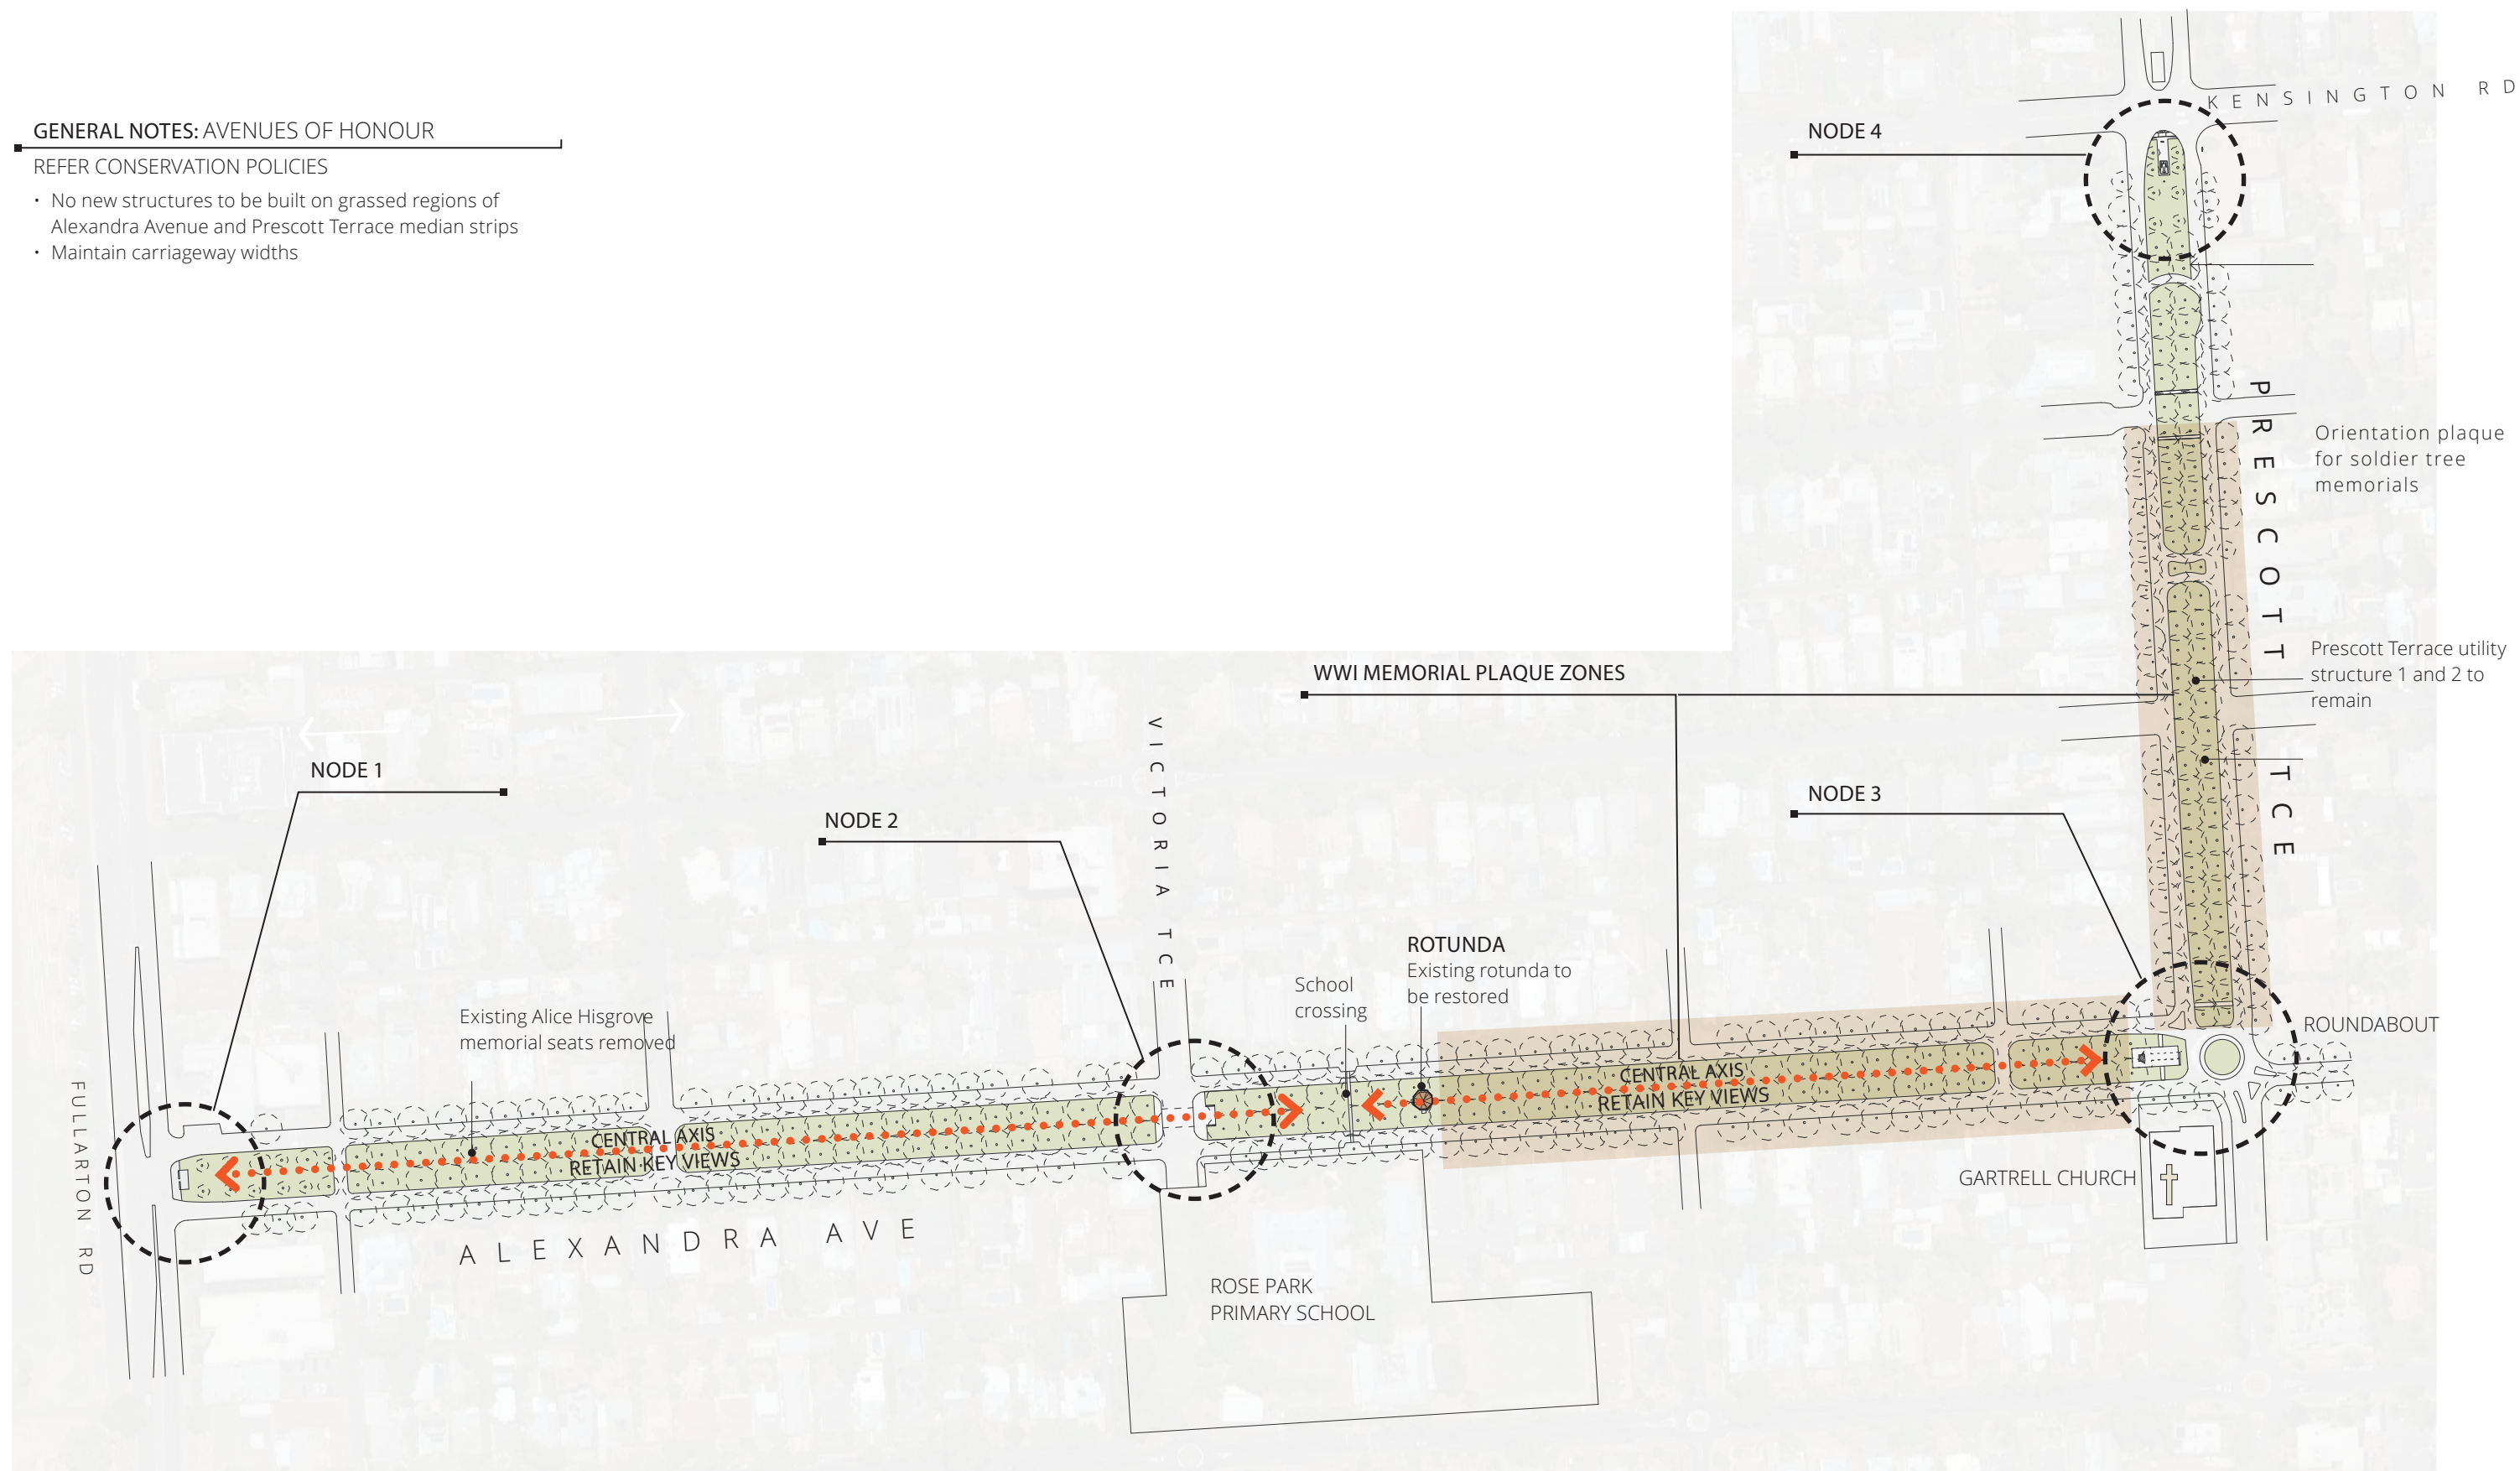 GENERAL NOTES: AVENUES OF HONOUR
REFER CONSERVATION POLICIES
• No new structures to be built on grassed regions of
Alexandra Avenue and Prescott Terrace median strips
• Maintain carriageway widths
KENSINGTON RD
NODE 4
PRESCOTT TCE
Orientation plaque
for soldier tree
memorials
Prescott Terrace utility
structure 1 and 2 to
remain
WWI MEMORIAL PLAQUE ZONES
NODE 1
NODE 2
VICTORIA TCE
NODE 3
ROTUNDA
Existing rotunda to
be restored
School
crossing
Existing Alice Hisgrove
memorial seats removed
ROUNDABOUT
FULLARTON RD
CENTRAL AXIS
RETAIN KEY VIEWS
CENTRAL AXIS
RETAIN KEY VIEWS
GARTRELL CHURCH
ALEXANDRA AVE
ROSE PARK
PRIMARY SCHOOL